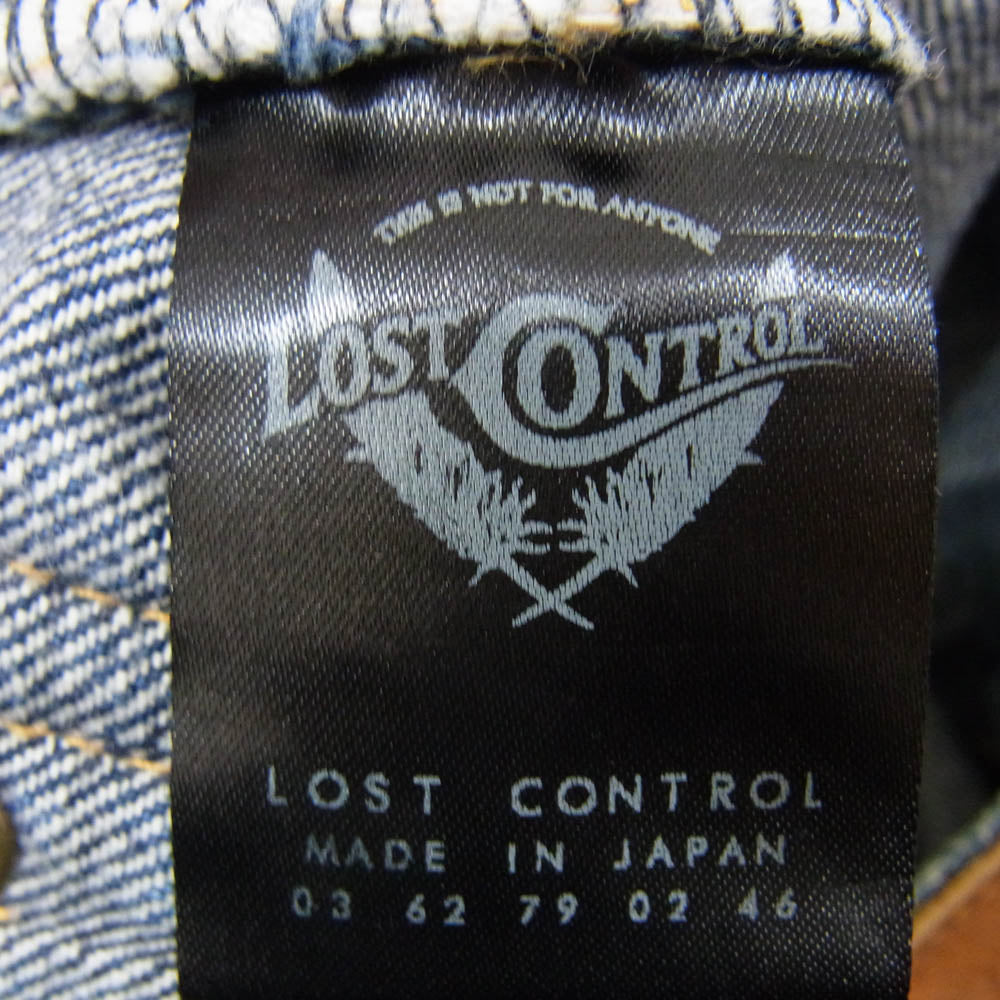 THIS IS NOT FOR ANYONE
LOST CONTROL
LOST CONTROL
MADE IN JAPAN
03 62 79 02 46